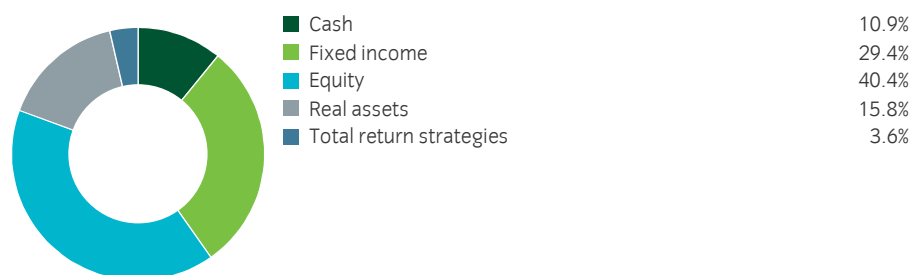 Cash 10.9%
Fixed income 29.4%
Equity 40.4%
Real assets 15.8%
Total return strategies 3.6%